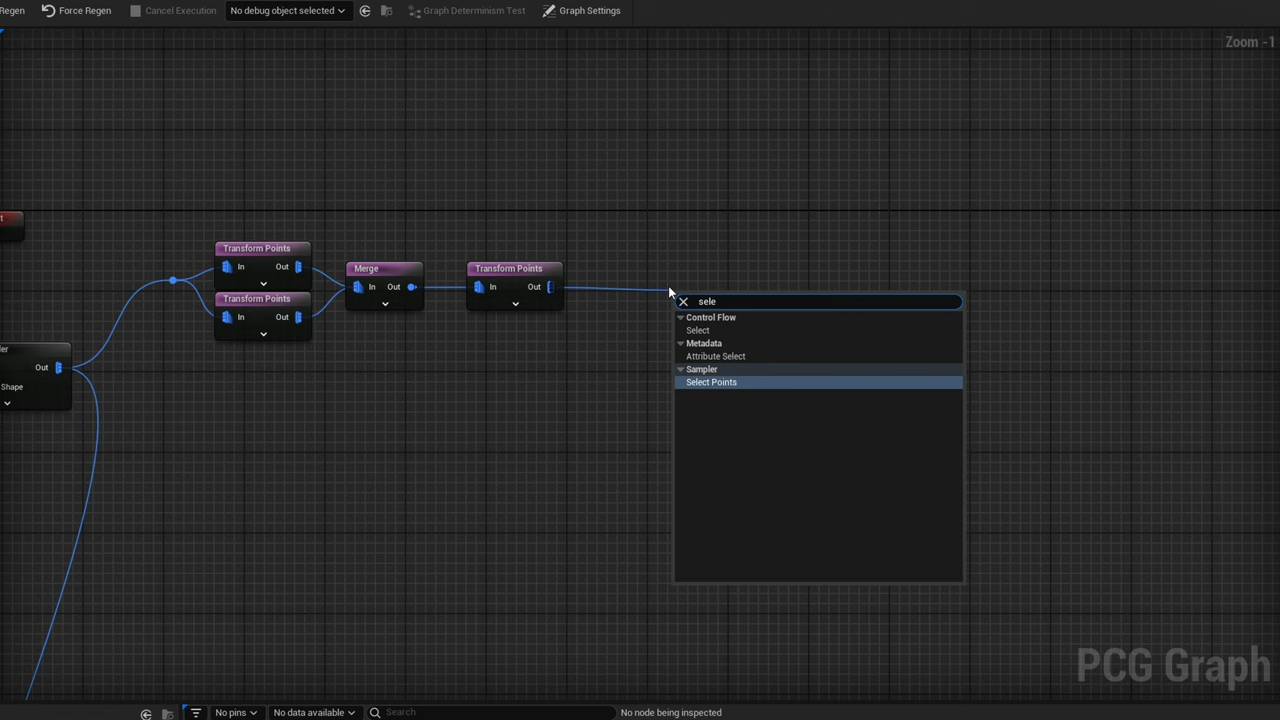 Regen
Force Regen
Cancel Execution
No debug object selected
Graph Determinism Test
Graph Settings
Zoom -1
t
Transform Points
In
Out
Transform Points
In
Out
Merge
In
Out
Transform Points
In
Out
sele
Control Flow
Select
Metadata
Attribute Select
Sampler
Select Points
ler
Out
Shape
PCG Graph
No pins
No data available
Search
No node being inspected